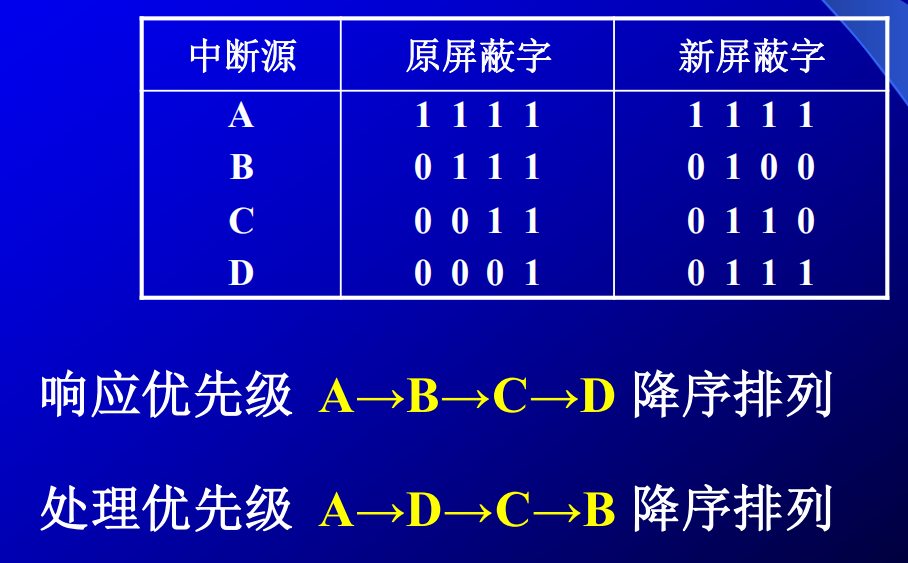 中断源 原屏蔽字 新屏蔽字
A 1 1 1 1 1 1 1 1
B 0 1 1 1 0 1 0 0
C 0 0 1 1 0 1 1 0
D 0 0 0 1 0 1 1 1
响应优先级 A→B→C→D 降序排列
处理优先级 A→D→C→B 降序排列